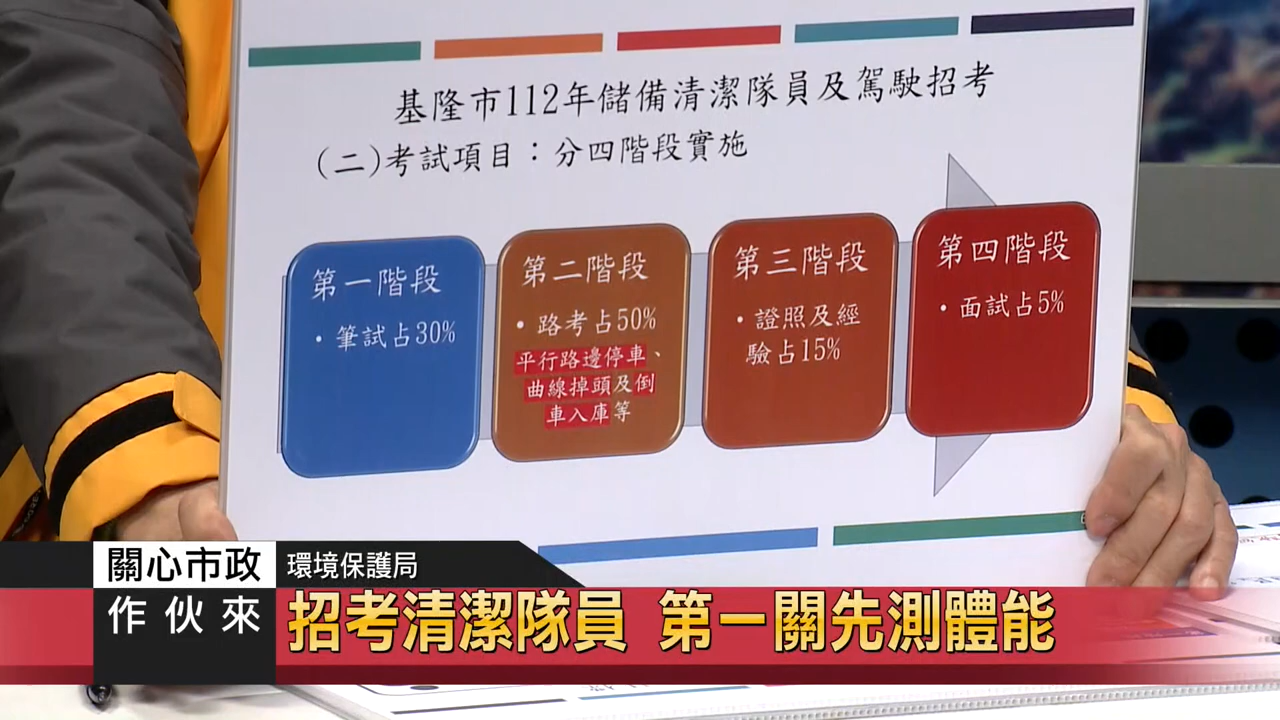 基隆市112年儲備清潔隊員及駕駛招考
(二)考試項目：分四階段實施
第一階段
・筆試占30%
第二階段
・路考占50%
平行路邊停車、
曲線掉頭及倒
車入庫等
第三階段
・證照及經
驗占15%
第四階段
・面試占5%
關心市政
環境保護局
作伙來
招考清潔隊員 第一關先測體能